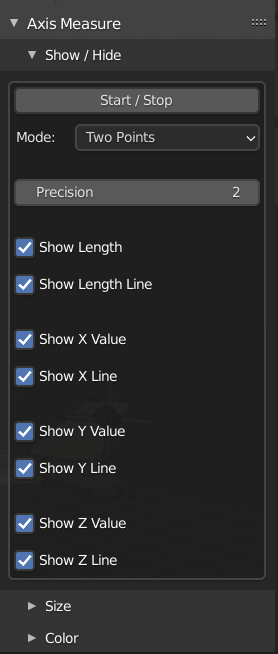 Axis Measure
Show / Hide
Start / Stop
Mode: Two Points
Precision 2
Show Length
Show Length Line
Show X Value
Show X Line
Show Y Value
Show Y Line
Show Z Value
Show Z Line
Size
Color